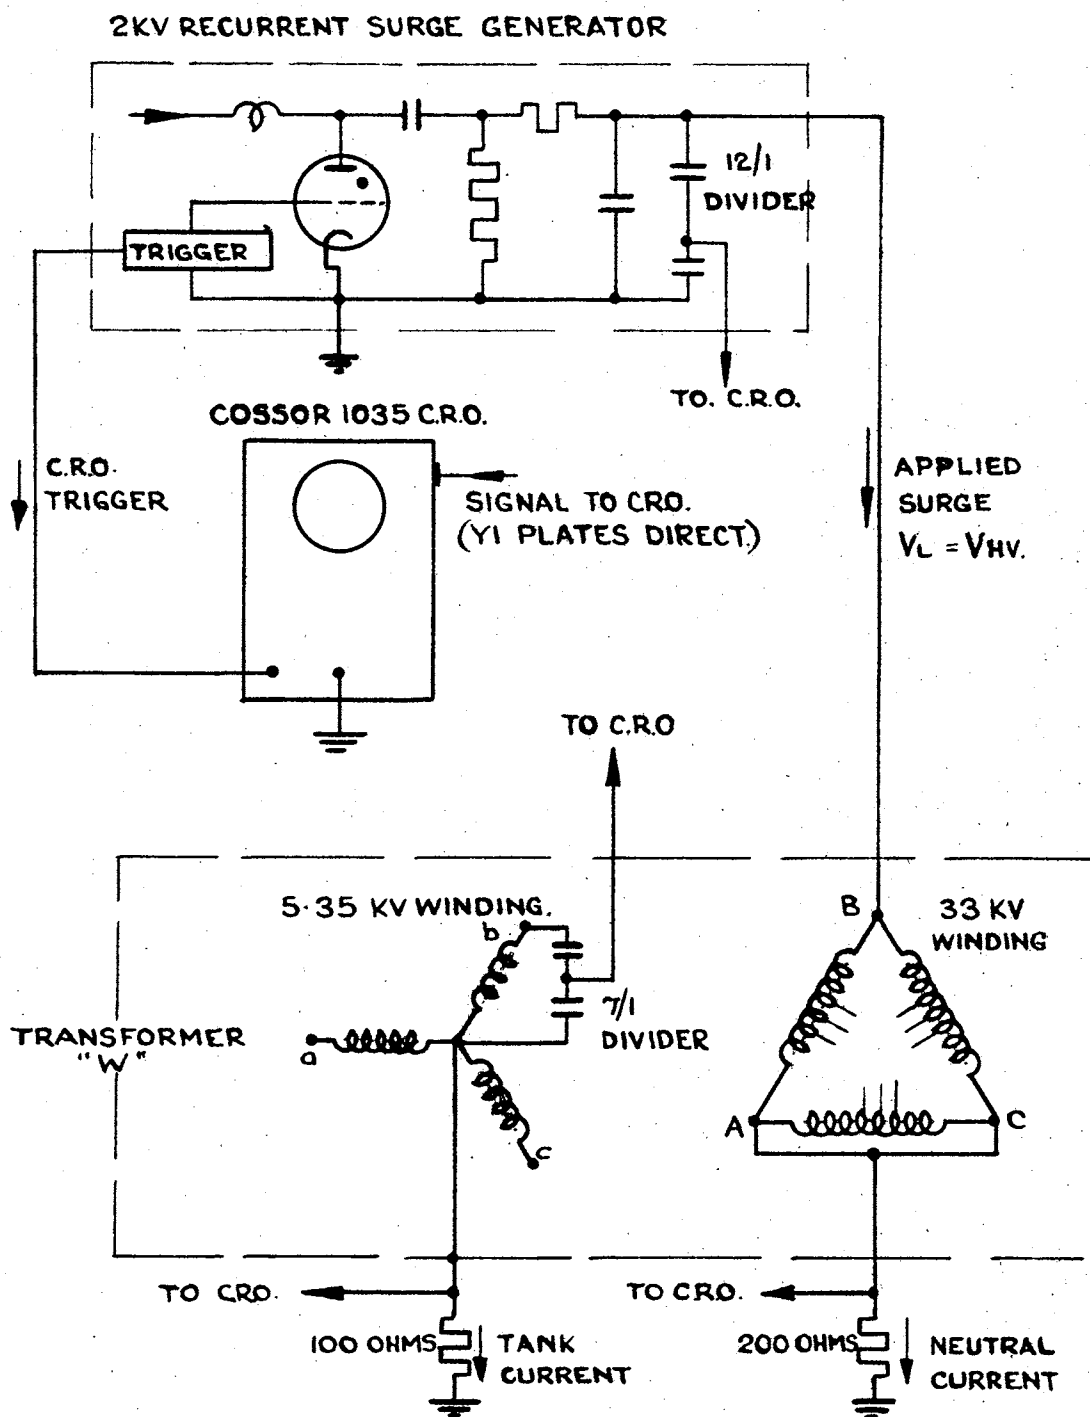 2KV RECURRENT SURGE GENERATOR
12/1
DIVIDER
TRIGGER
TO. C.R.O.
COSSOR 1035 C.R.O.
C.R.O.
TRIGGER
SIGNAL TO CRO.
(Y1 PLATES DIRECT.)
APPLIED
SURGE
VL = VHV.
TO C.R.O
5.35 KV WINDING.
b
B
33 KV
WINDING
7/1
DIVIDER
TRANSFORMER
"W"
a
c
A
C
TO CRO.
TO C.R.O.
100 OHMS
TANK
CURRENT
200 OHMS
NEUTRAL
CURRENT